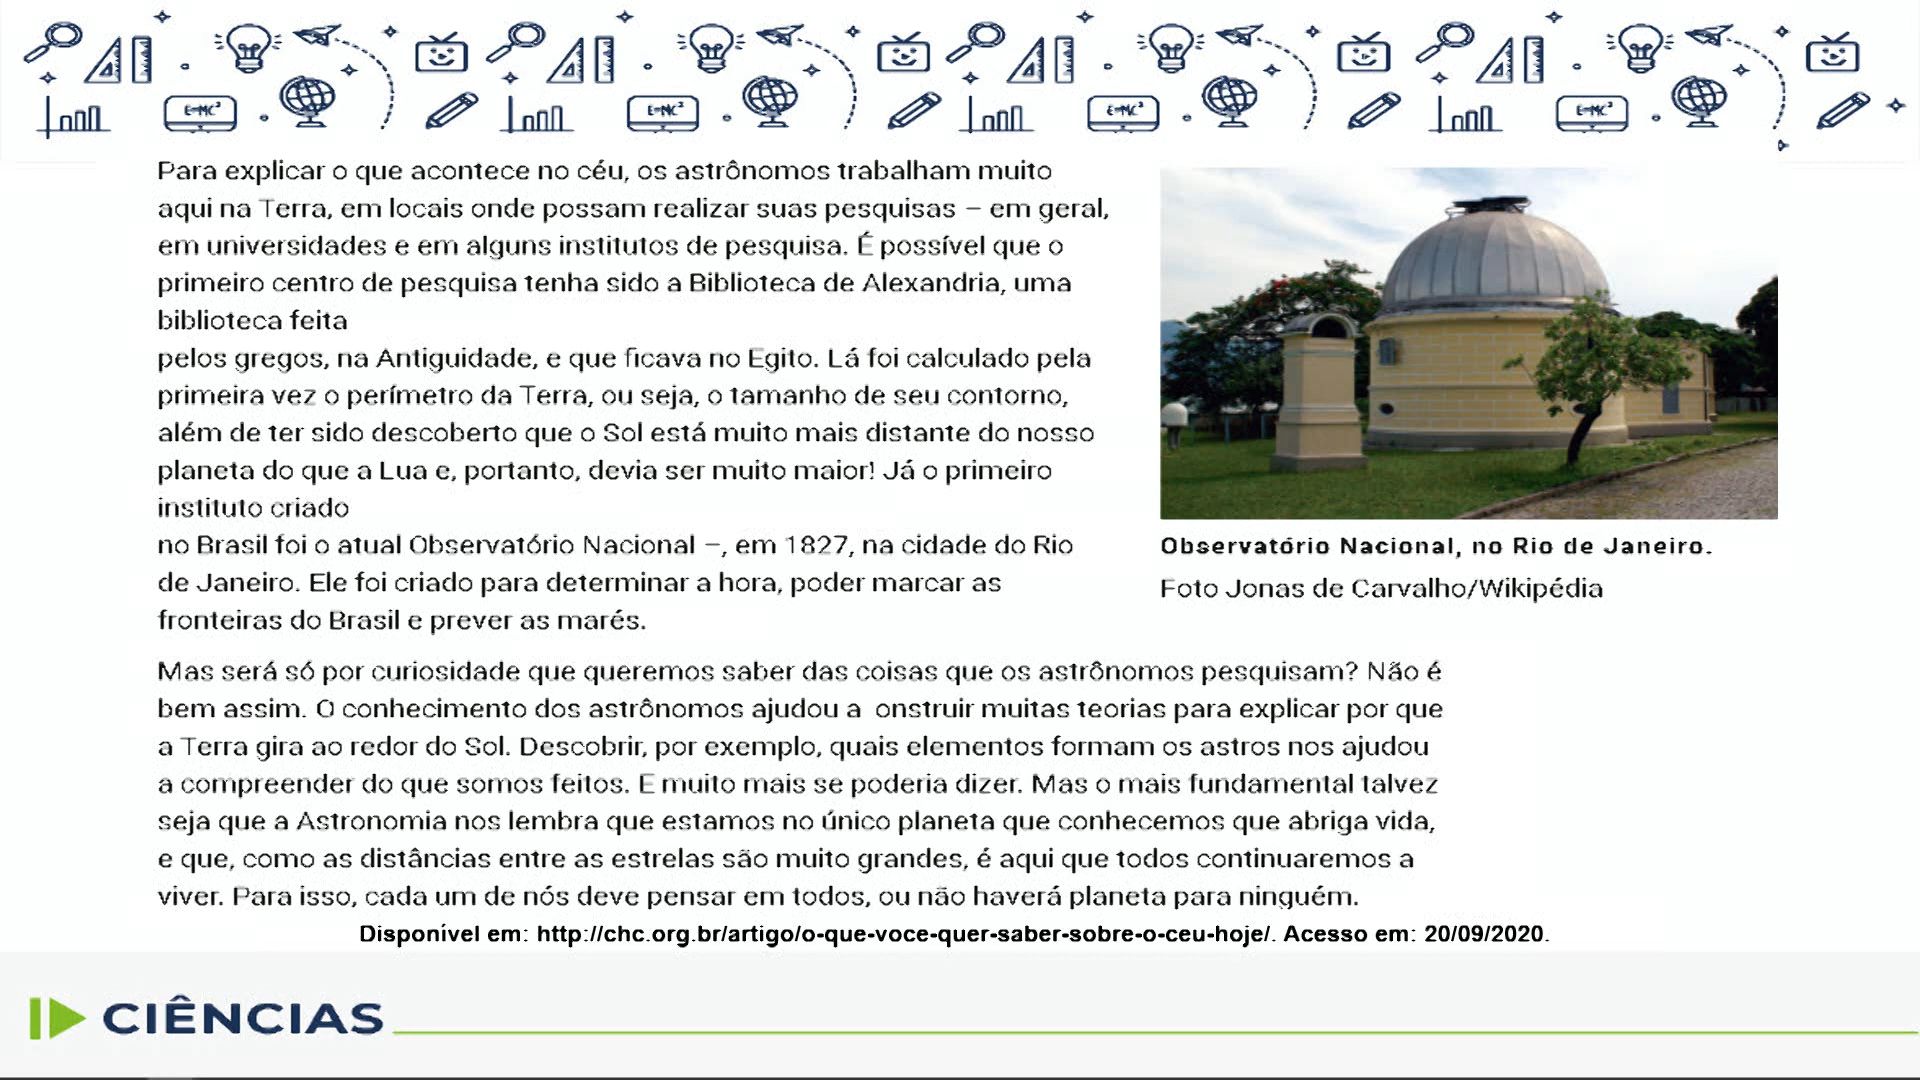 E=MC²
E=MC²
E=MC²
E=MC²
Para explicar o que acontece no céu, os astrônomos trabalham muito
aqui na Terra, em locais onde possam realizar suas pesquisas – em geral,
em universidades e em alguns institutos de pesquisa. É possível que o
primeiro centro de pesquisa tenha sido a Biblioteca de Alexandria, uma
biblioteca feita
pelos gregos, na Antiguidade, e que ficava no Egito. Lá foi calculado pela
primeira vez o perímetro da Terra, ou seja, o tamanho de seu contorno,
além de ter sido descoberto que o Sol está muito mais distante do nosso
planeta do que a Lua e, portanto, devia ser muito maior! Já o primeiro
instituto criado
no Brasil foi o atual Observatório Nacional –, em 1827, na cidade do Rio
de Janeiro. Ele foi criado para determinar a hora, poder marcar as
fronteiras do Brasil e prever as marés.
Observatório Nacional, no Rio de Janeiro.
Foto Jonas de Carvalho/Wikipédia
Mas será só por curiosidade que queremos saber das coisas que os astrônomos pesquisam? Não é
bem assim. O conhecimento dos astrônomos ajudou a onstruir muitas teorias para explicar por que
a Terra gira ao redor do Sol. Descobrir, por exemplo, quais elementos formam os astros nos ajudou
a compreender do que somos feitos. E muito mais se poderia dizer. Mas o mais fundamental talvez
seja que a Astronomia nos lembra que estamos no único planeta que conhecemos que abriga vida,
e que, como as distâncias entre as estrelas são muito grandes, é aqui que todos continuaremos a
viver. Para isso, cada um de nós deve pensar em todos, ou não haverá planeta para ninguém.
Disponível em: http://chc.org.br/artigo/o-que-voce-quer-saber-sobre-o-ceu-hoje/. Acesso em: 20/09/2020.
CIÊNCIAS